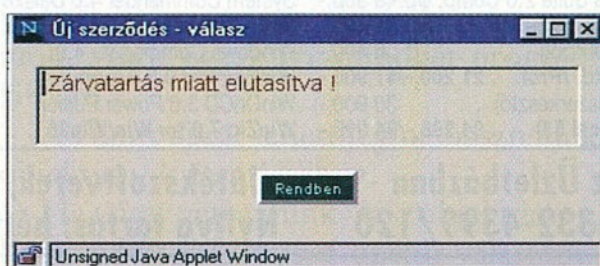 Új szerződés - válasz
Zárvatartás miatt elutasítva !
Rendben
Unsigned Java Applet Window